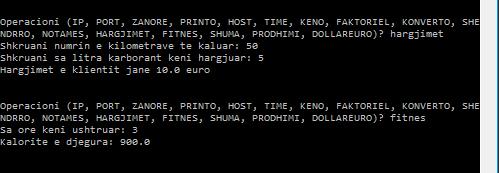 Operacioni (IP, PORT, ZANORE, PRINTO, HOST, TIME, KENO, FAKTORIEL, KONVERTO, SHE
NDRRO, NOTAMES, HARGJIMET, FITNES, SHUMA, PRODHIMI, DOLLAREURO)? hargjimet
Shkruani numrin e kilometrave te kaluar: 50
Shkruani sa litra karborant keni hargjuar: 5
Hargjimet e klientit jane 10.0 euro
Operacioni (IP, PORT, ZANORE, PRINTO, HOST, TIME, KENO, FAKTORIEL, KONVERTO, SHE
NDRRO, NOTAMES, HARGJIMET, FITNES, SHUMA, PRODHIMI, DOLLAREURO)? fitnes
Sa ore keni ushtruar: 3
Kalorite e djegura: 900.0